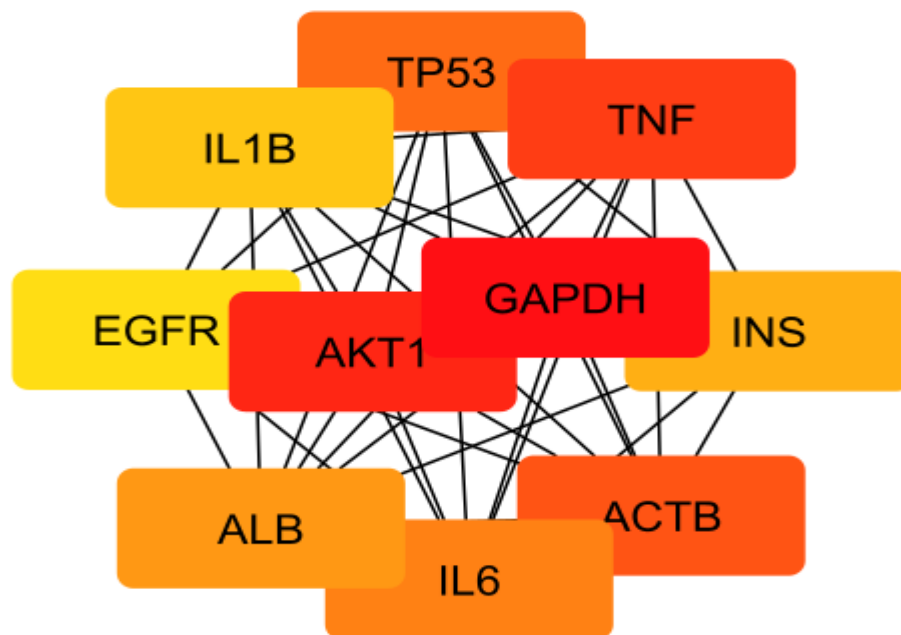 TP53
TNF
IL1B
GAPDH
EGFR
AKT1
INS
ALB
ACTB
IL6